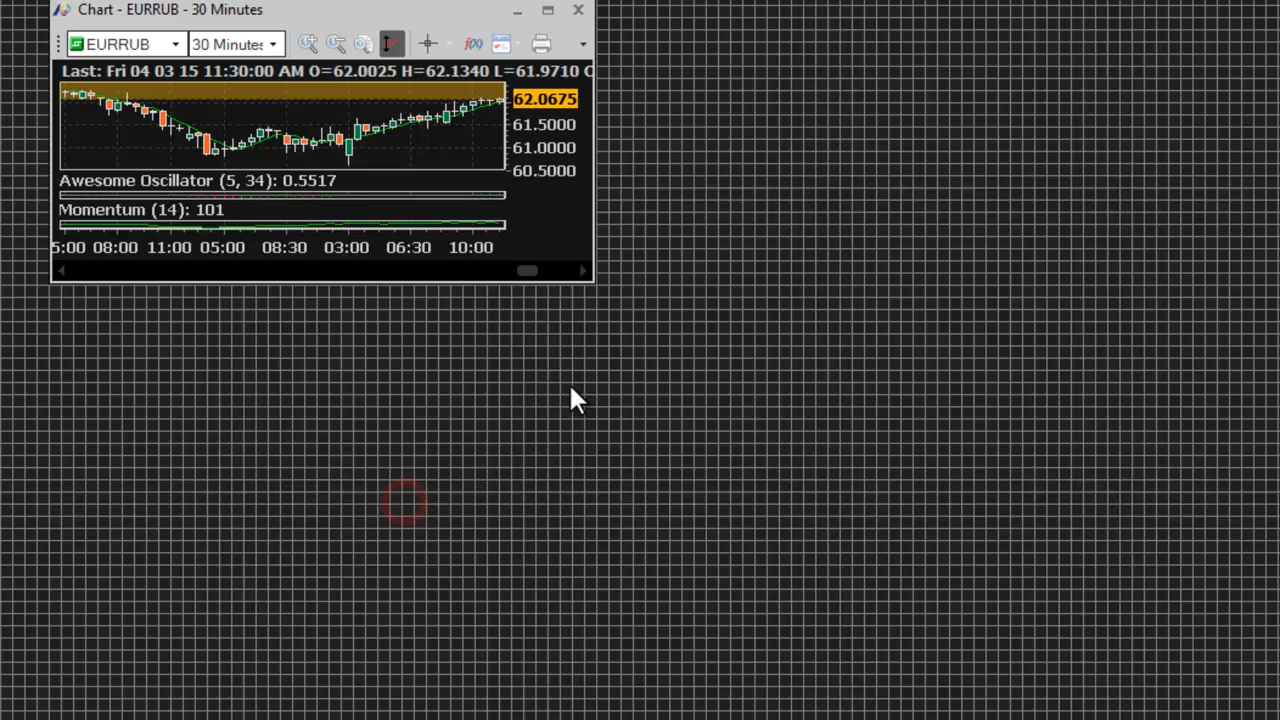 Chart - EURRUB - 30 Minutes
EURRUB 30 Minutes f(x)
Last: Fri 04 03 15 11:30:00 AM O=62.0025 H=62.1340 L=61.9710
62.0675
61.5000
61.0000
60.5000
Awesome Oscillator (5, 34): 0.5517
Momentum (14): 101
5:00 08:00 11:00 05:00 08:30 03:00 06:30 10:00